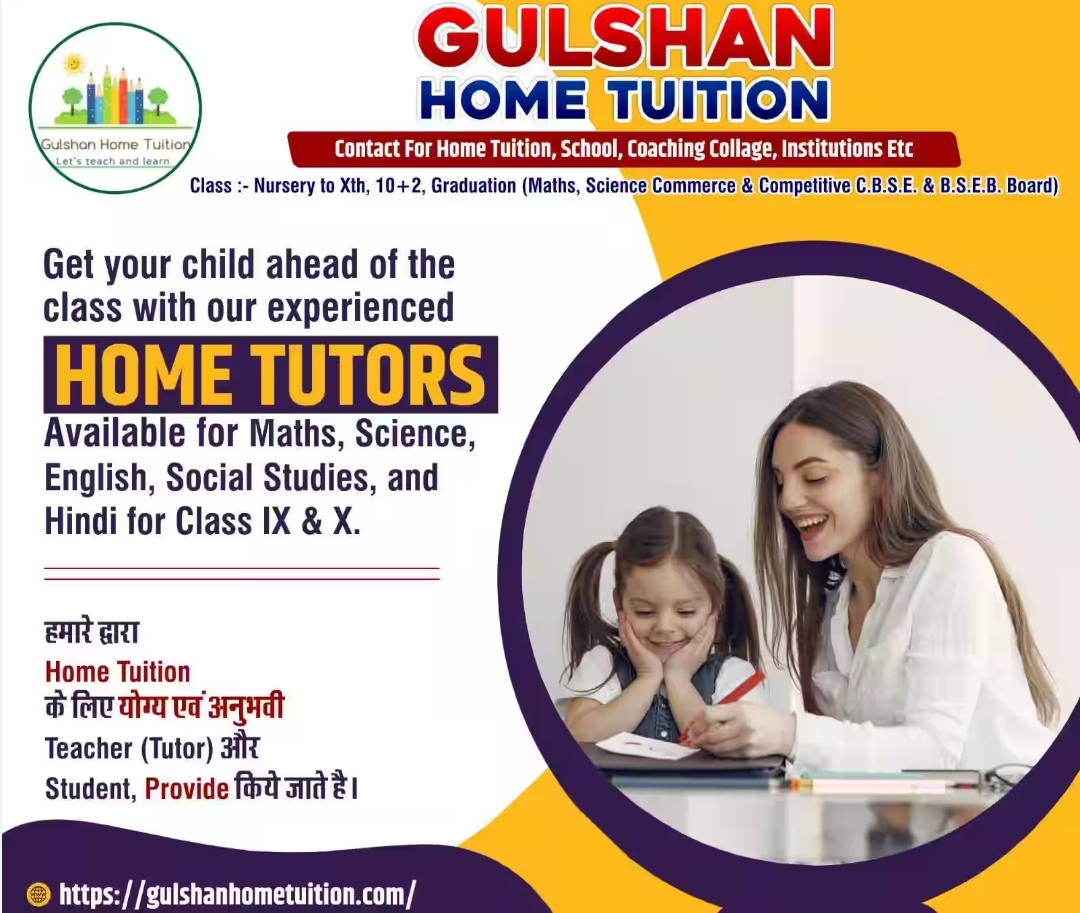 GULSHAN
HOME TUITION
Gulshan Home Tuition
Let's teach and learn
Contact For Home Tuition, School, Coaching Collage, Institutions Etc
Class :- Nursery to Xth, 10+2, Graduation (Maths, Science Commerce & Competitive C.B.S.E. & B.S.E.B. Board)
Get your child ahead of the
class with our experienced
HOME TUTORS
Available for Maths, Science,
English, Social Studies, and
Hindi for Class IX & X.
हमारे द्वारा
Home Tuition
के लिए योग्य एवं अनुभवी
Teacher (Tutor) और
Student, Provide किये जाते है।
https://gulshanhometuition.com/